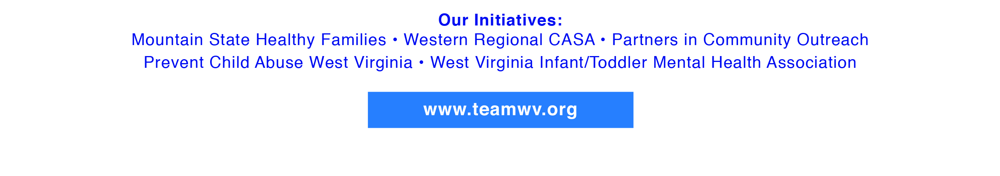 Our Initiatives:
Mountain State Healthy Families • Western Regional CASA • Partners in Community Outreach
Prevent Child Abuse West Virginia • West Virginia Infant/Toddler Mental Health Association
www.teamwv.org